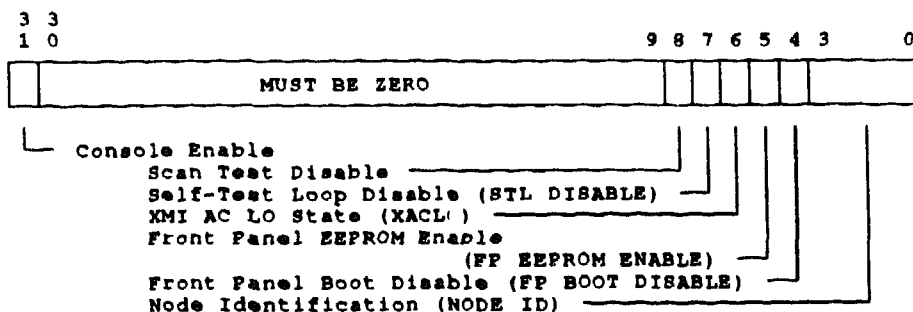 3 3
1 0 9 8 7 6 5 4 3 0
MUST BE ZERO
Console Enable
Scan Test Disable
Self-Test Loop Disable (STL DISABLE)
XMI AC LO State (XACLO)
Front Panel EEPROM Enable
(FP EEPROM ENABLE)
Front Panel Boot Disable (FP BOOT DISABLE)
Node Identification (NODE ID)